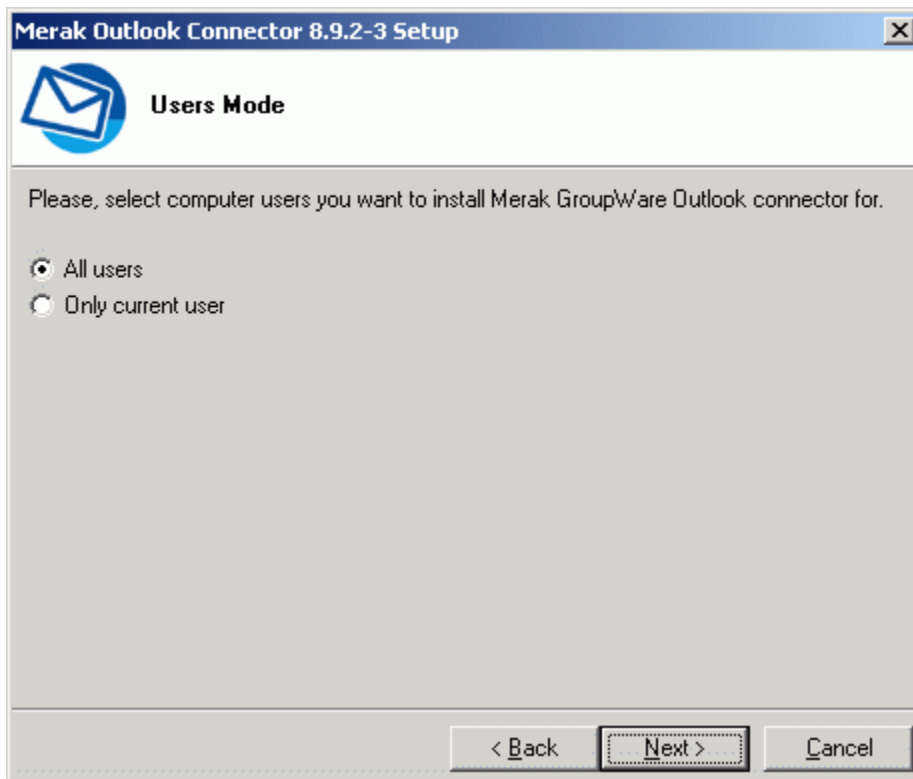 Merak Outlook Connector 8.9.2-3 Setup
Users Mode
Please, select computer users you want to install Merak GroupWare Outlook connector for.
All users
Only current user
< Back Next > Cancel